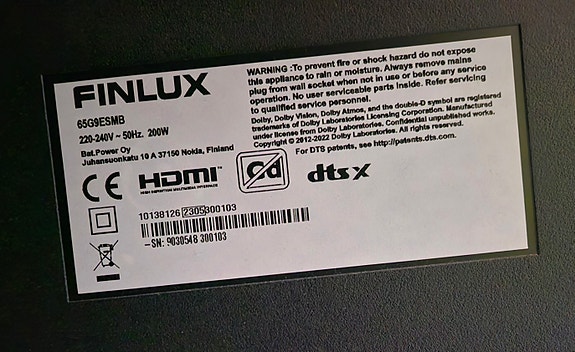 FINLUX
65G9ESMB
220-240V ~ 50Hz. 200W
Bat.Power Oy
Juhansuonkatu 10 A 37150 Nokia, Finland
WARNING :To prevent fire or shock hazard do not expose
this appliance to rain or moisture. Always remove mains
plug from wall socket when not in use or before any service
operation. No user serviceable parts inside. Refer servicing
to qualified service personnel.
Dolby, Dolby Vision, Dolby Atmos, and the double-D symbol are registered
trademarks of Dolby Laboratories Licensing Corporation. Manufactured
under license from Dolby Laboratories. Confidential unpublished works.
Copyright © 2012-2022 Dolby Laboratories. All rights reserved.
For DTS patents, see http://patents.dts.com.
CE
HDMI™
HIGH DEFINITION MULTIMEDIA INTERFACE
Cd
dts X
10138126 2305 300103
-SN: 9030548 300103